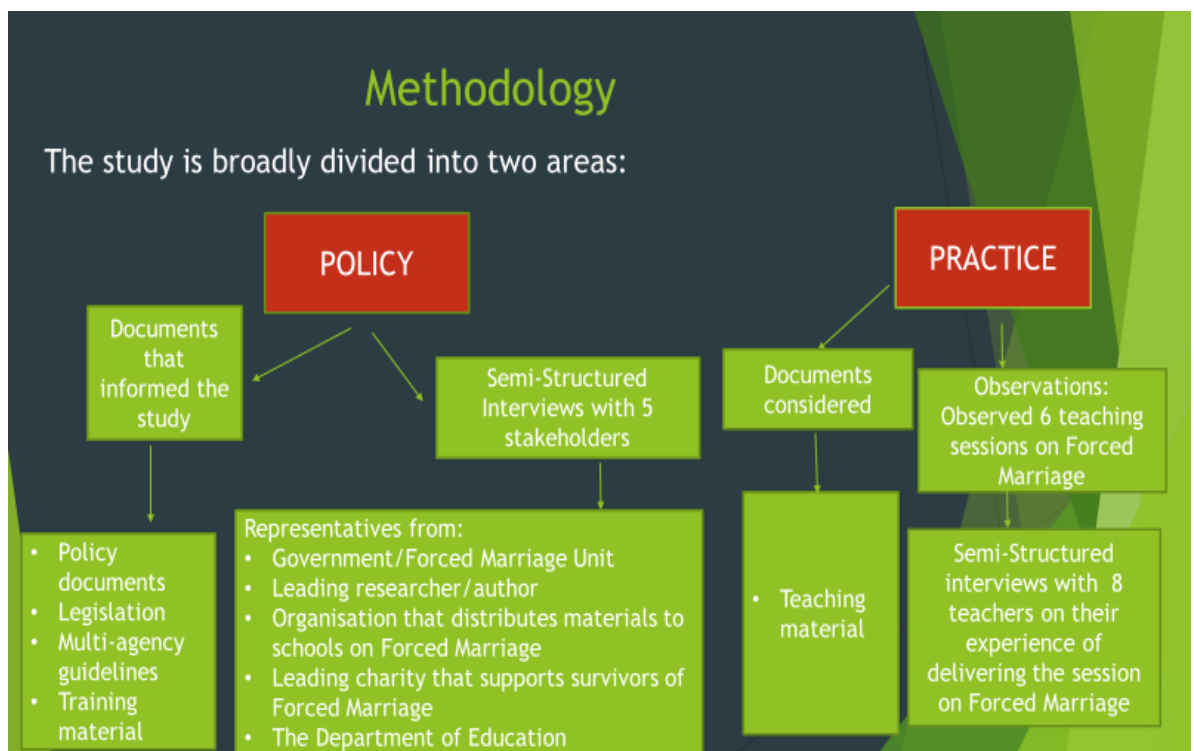 Methodology
The study is broadly divided into two areas:
POLICY
Documents
that
informed the
study
• Policy
documents
• Legislation
• Multi-agency
guidelines
• Training
material
Semi-Structured
Interviews with 5
stakeholders
Representatives from:
• Government/Forced Marriage Unit
• Leading researcher/author
• Organisation that distributes materials to
schools on Forced Marriage
• Leading charity that supports survivors of
Forced Marriage
• The Department of Education
PRACTICE
Documents
considered
• Teaching
material
Observations:
Observed 6 teaching
sessions on Forced
Marriage
Semi-Structured
interviews with 8
teachers on their
experience of
delivering the session
on Forced Marriage